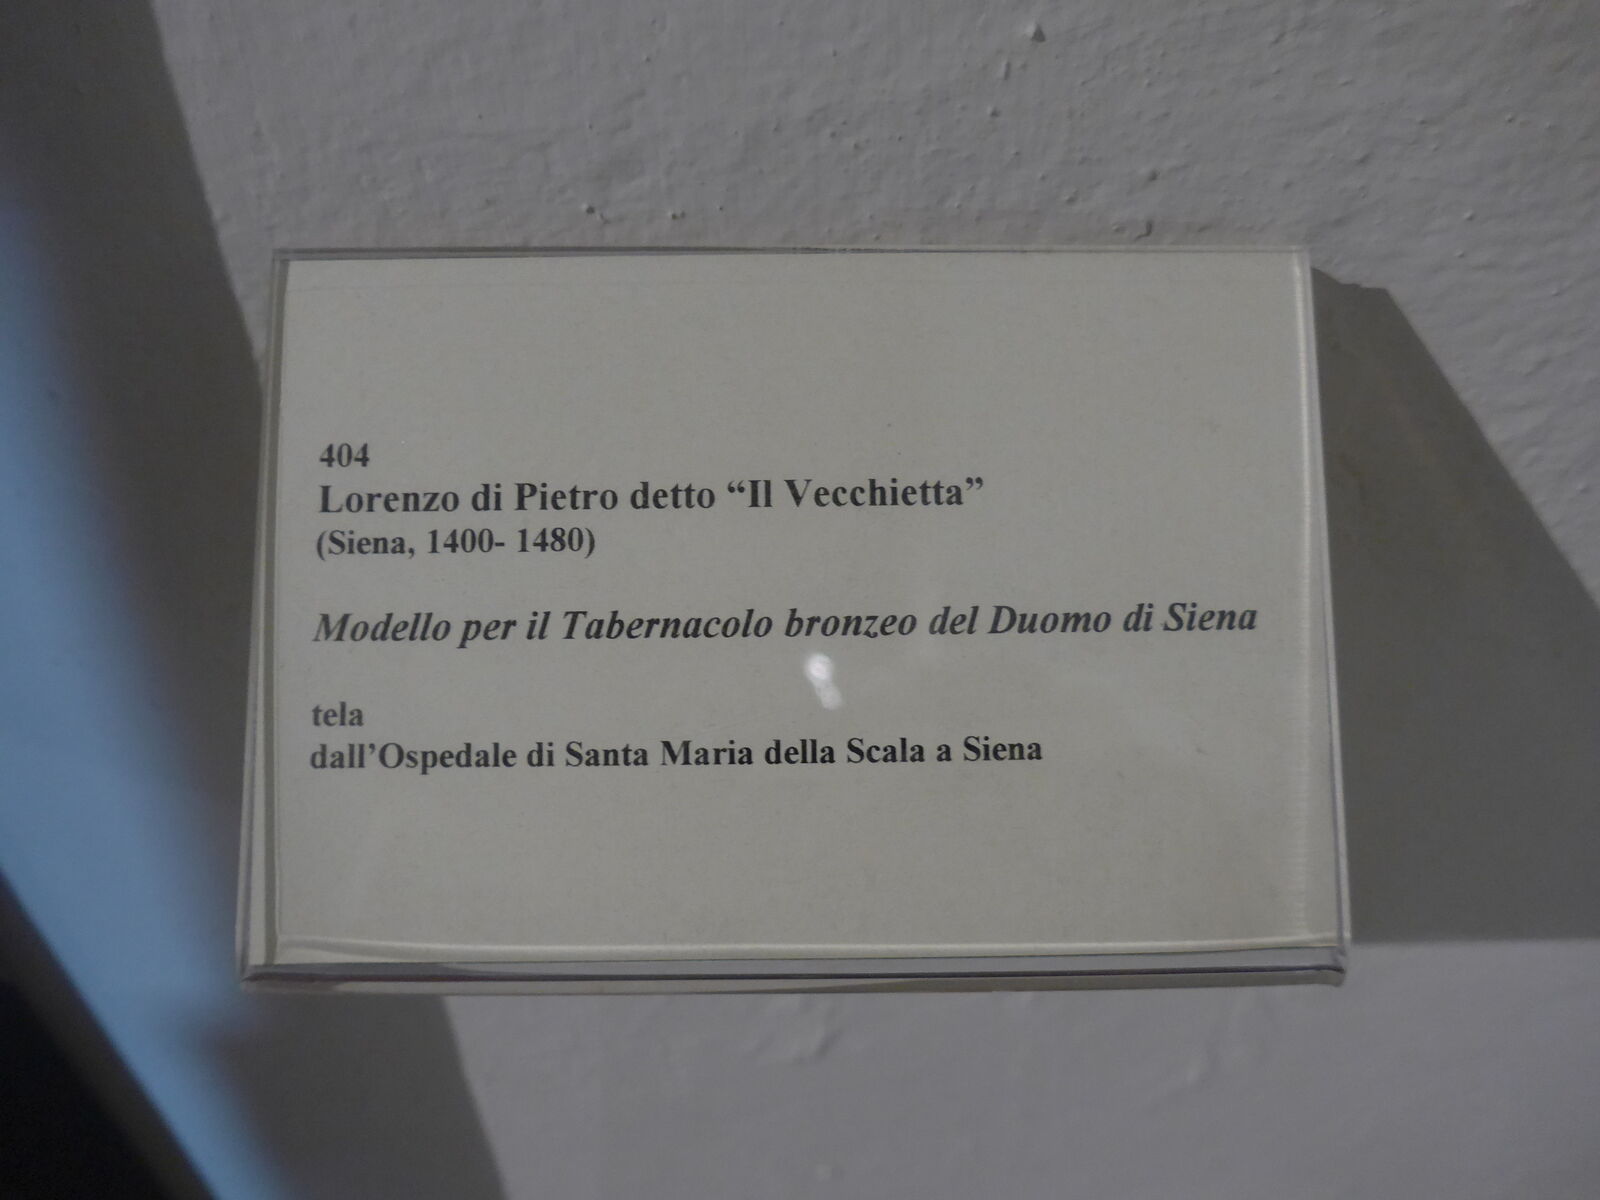 404
Lorenzo di Pietro detto “Il Vecchietta”
(Siena, 1400- 1480)
Modello per il Tabernacolo bronzeo del Duomo di Siena
tela
dall’Ospedale di Santa Maria della Scala a Siena